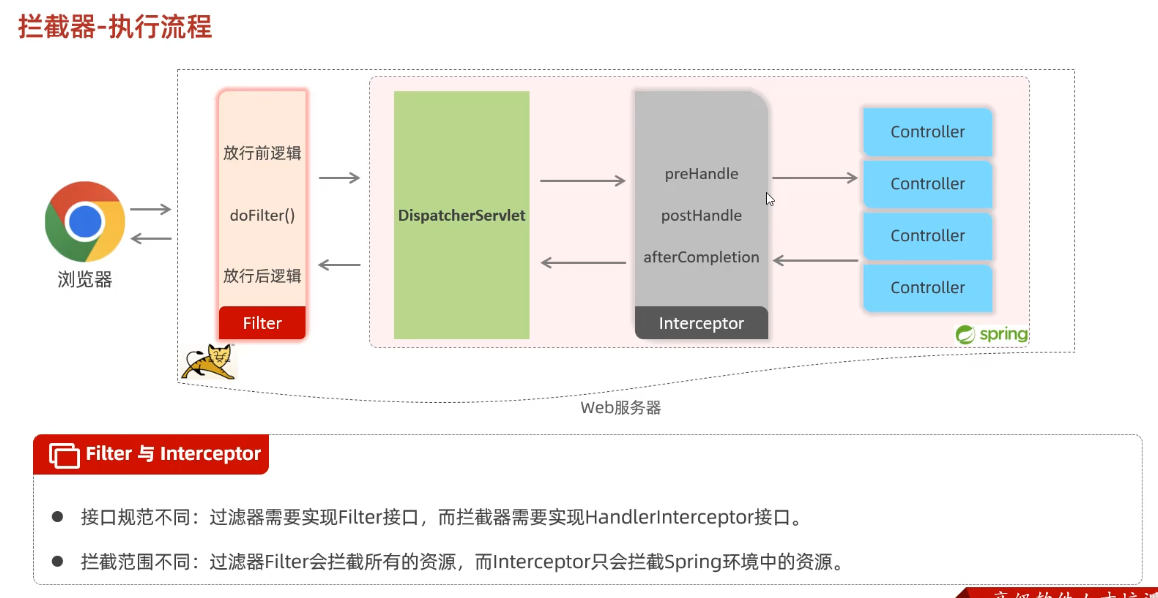 拦截器-执行流程
放行前逻辑
doFilter()
放行后逻辑
Filter
浏览器
DispatcherServlet
preHandle
postHandle
afterCompletion
Interceptor
Controller
Controller
Controller
Controller
spring
Web服务器
Filter 与 Interceptor
● 接口规范不同：过滤器需要实现Filter接口，而拦截器需要实现HandlerInterceptor接口。
● 拦截范围不同：过滤器Filter会拦截所有的资源，而Interceptor只会拦截Spring环境中的资源。